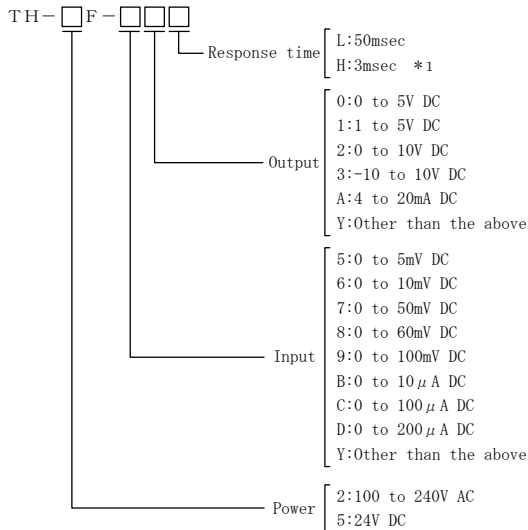 TH-□F-□□□
Response time
L:50msec
H:3msec *1
Output
0:0 to 5V DC
1:1 to 5V DC
2:0 to 10V DC
3:-10 to 10V DC
A:4 to 20mA DC
Y:Other than the above
Input
5:0 to 5mV DC
6:0 to 10mV DC
7:0 to 50mV DC
8:0 to 60mV DC
9:0 to 100mV DC
B:0 to 10μA DC
C:0 to 100μA DC
D:0 to 200μA DC
Y:Other than the above
Power
2:100 to 240V AC
5:24V DC